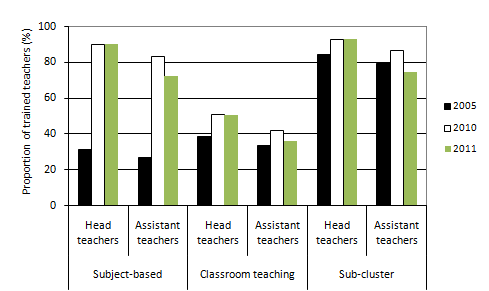 Proportion of trained teachers (%)
100
80
60
40
20
0
Head
teachers
Assistant
teachers
Head
teachers
Assistant
teachers
Head
teachers
Assistant
teachers
Subject-based
Classroom teaching
Sub-cluster
2005
2010
2011